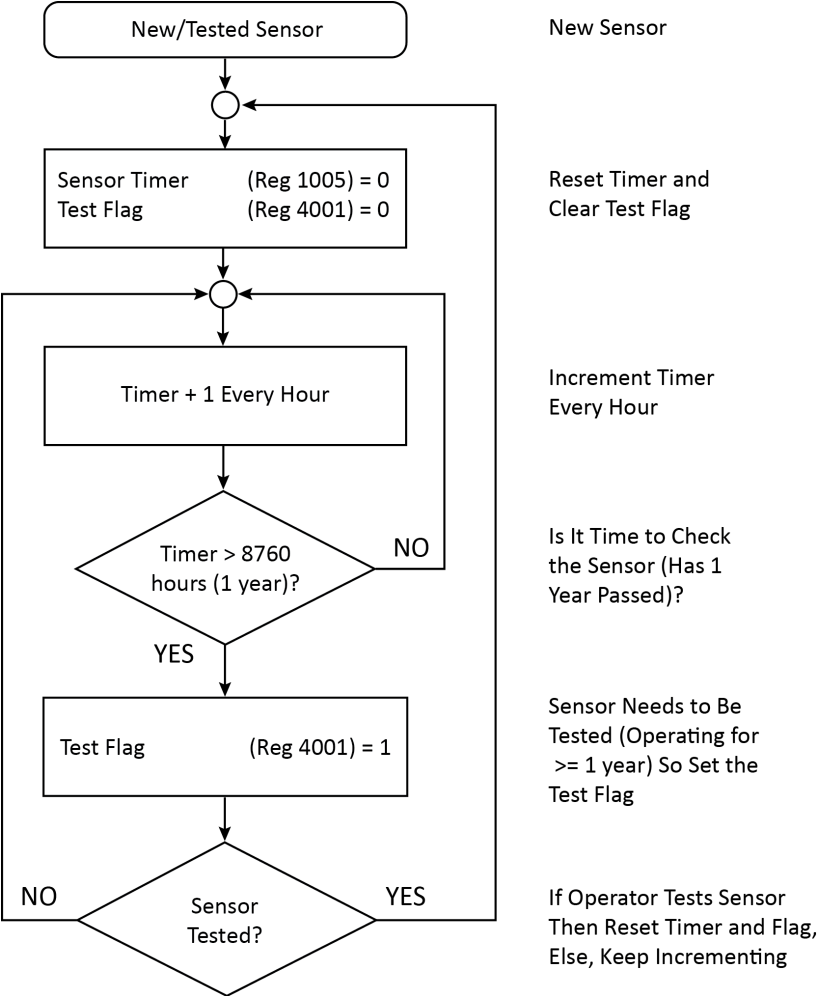 New/Tested Sensor
New Sensor
Sensor Timer (Reg 1005) = 0
Test Flag (Reg 4001) = 0
Reset Timer and
Clear Test Flag
Timer + 1 Every Hour
Increment Timer
Every Hour
Timer > 8760
hours (1 year)?
NO
YES
Is It Time to Check
the Sensor (Has 1
Year Passed)?
Test Flag (Reg 4001) = 1
Sensor Needs to Be
Tested (Operating for
>= 1 year) So Set the
Test Flag
NO
Sensor
Tested?
YES
If Operator Tests Sensor
Then Reset Timer and Flag,
Else, Keep Incrementing